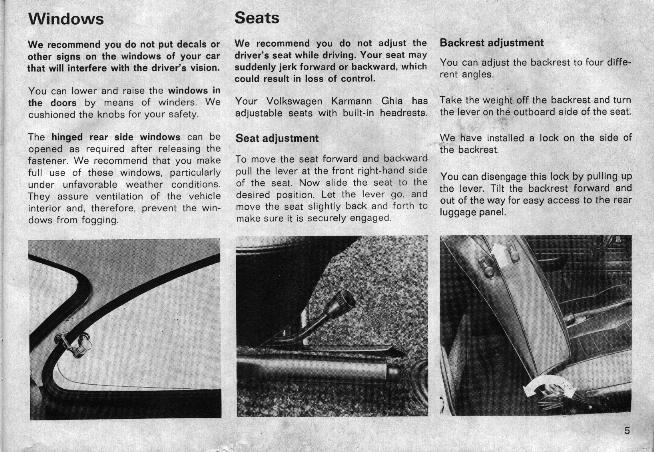 Windows
We recommend you do not put decals or
other signs on the windows of your car
that will interfere with the driver's vision.
You can lower and raise the windows in
the doors by means of winders. We
cushioned the knobs for your safety.
The hinged rear side windows can be
opened as required after releasing the
fastener. We recommend that you make
full use of these windows, particularly
under unfavorable weather conditions.
They assure ventilation of the vehicle
interior and, therefore, prevent the win-
dows from fogging.
Seats
We recommend you do not adjust the
driver's seat while driving. Your seat may
suddenly jerk forward or backward, which
could result in loss of control.
Your Volkswagen Karmann Ghia has
adjustable seats with built-in headrests.
Seat adjustment
To move the seat forward and backward
pull the lever at the front right-hand side
of the seat. Now slide the seat to the
desired position. Let the lever go, and
move the seat slightly back and forth to
make sure it is securely engaged.
Backrest adjustment
You can adjust the backrest to four diffe-
rent angles.
Take the weight off the backrest and turn
the lever on the outboard side of the seat.
We have installed a lock on the side of
the backrest.
You can disengage this lock by pulling up
the lever. Tilt the backrest forward and
out of the way for easy access to the rear
luggage panel.
5